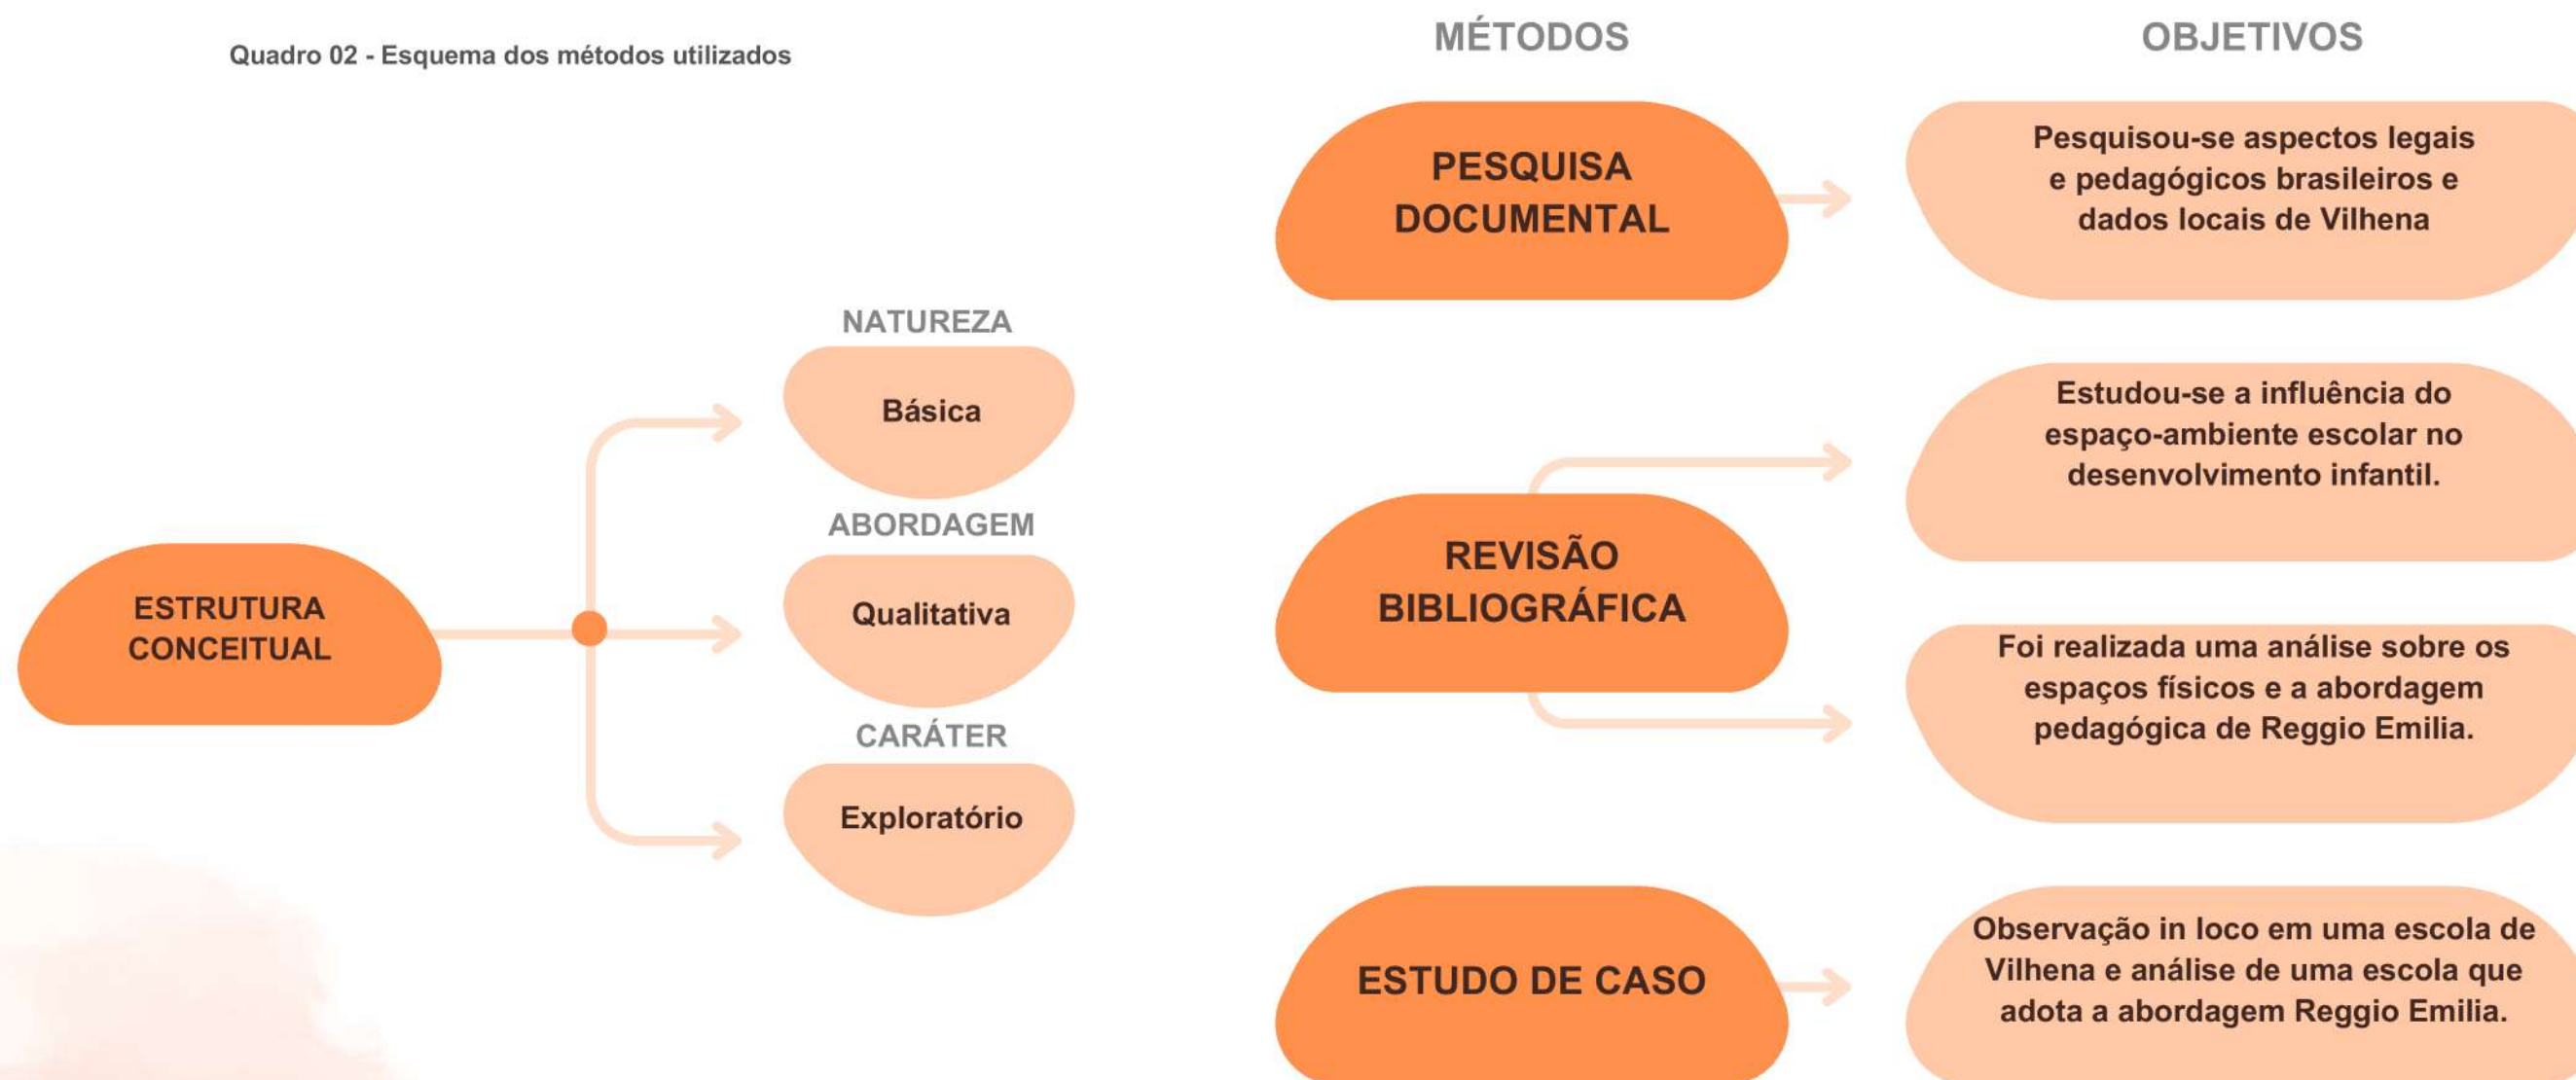 Quadro 02 - Esquema dos métodos utilizados
ESTRUTURA
CONCEITUAL
NATUREZA
Básica
ABORDAGEM
Qualitativa
CARÁTER
Exploratório
MÉTODOS
OBJETIVOS
PESQUISA
DOCUMENTAL
Pesquisou-se aspectos legais
e pedagógicos brasileiros e
dados locais de Vilhena
REVISÃO
BIBLIOGRÁFICA
Estudou-se a influência do
espaço-ambiente escolar no
desenvolvimento infantil.
Foi realizada uma análise sobre os
espaços físicos e a abordagem
pedagógica de Reggio Emilia.
ESTUDO DE CASO
Observação in loco em uma escola de
Vilhena e análise de uma escola que
adota a abordagem Reggio Emilia.